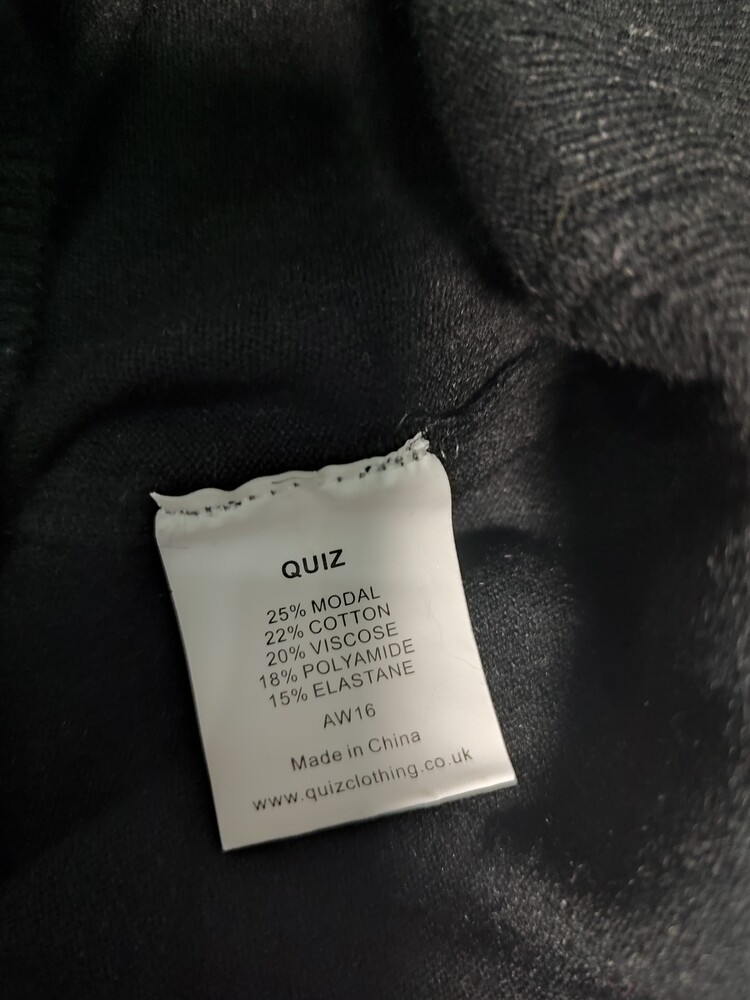 QUIZ
25% MODAL
22% COTTON
20% VISCOSE
18% POLYAMIDE
15% ELASTANE
AW16
Made in China
www.quizclothing.co.uk